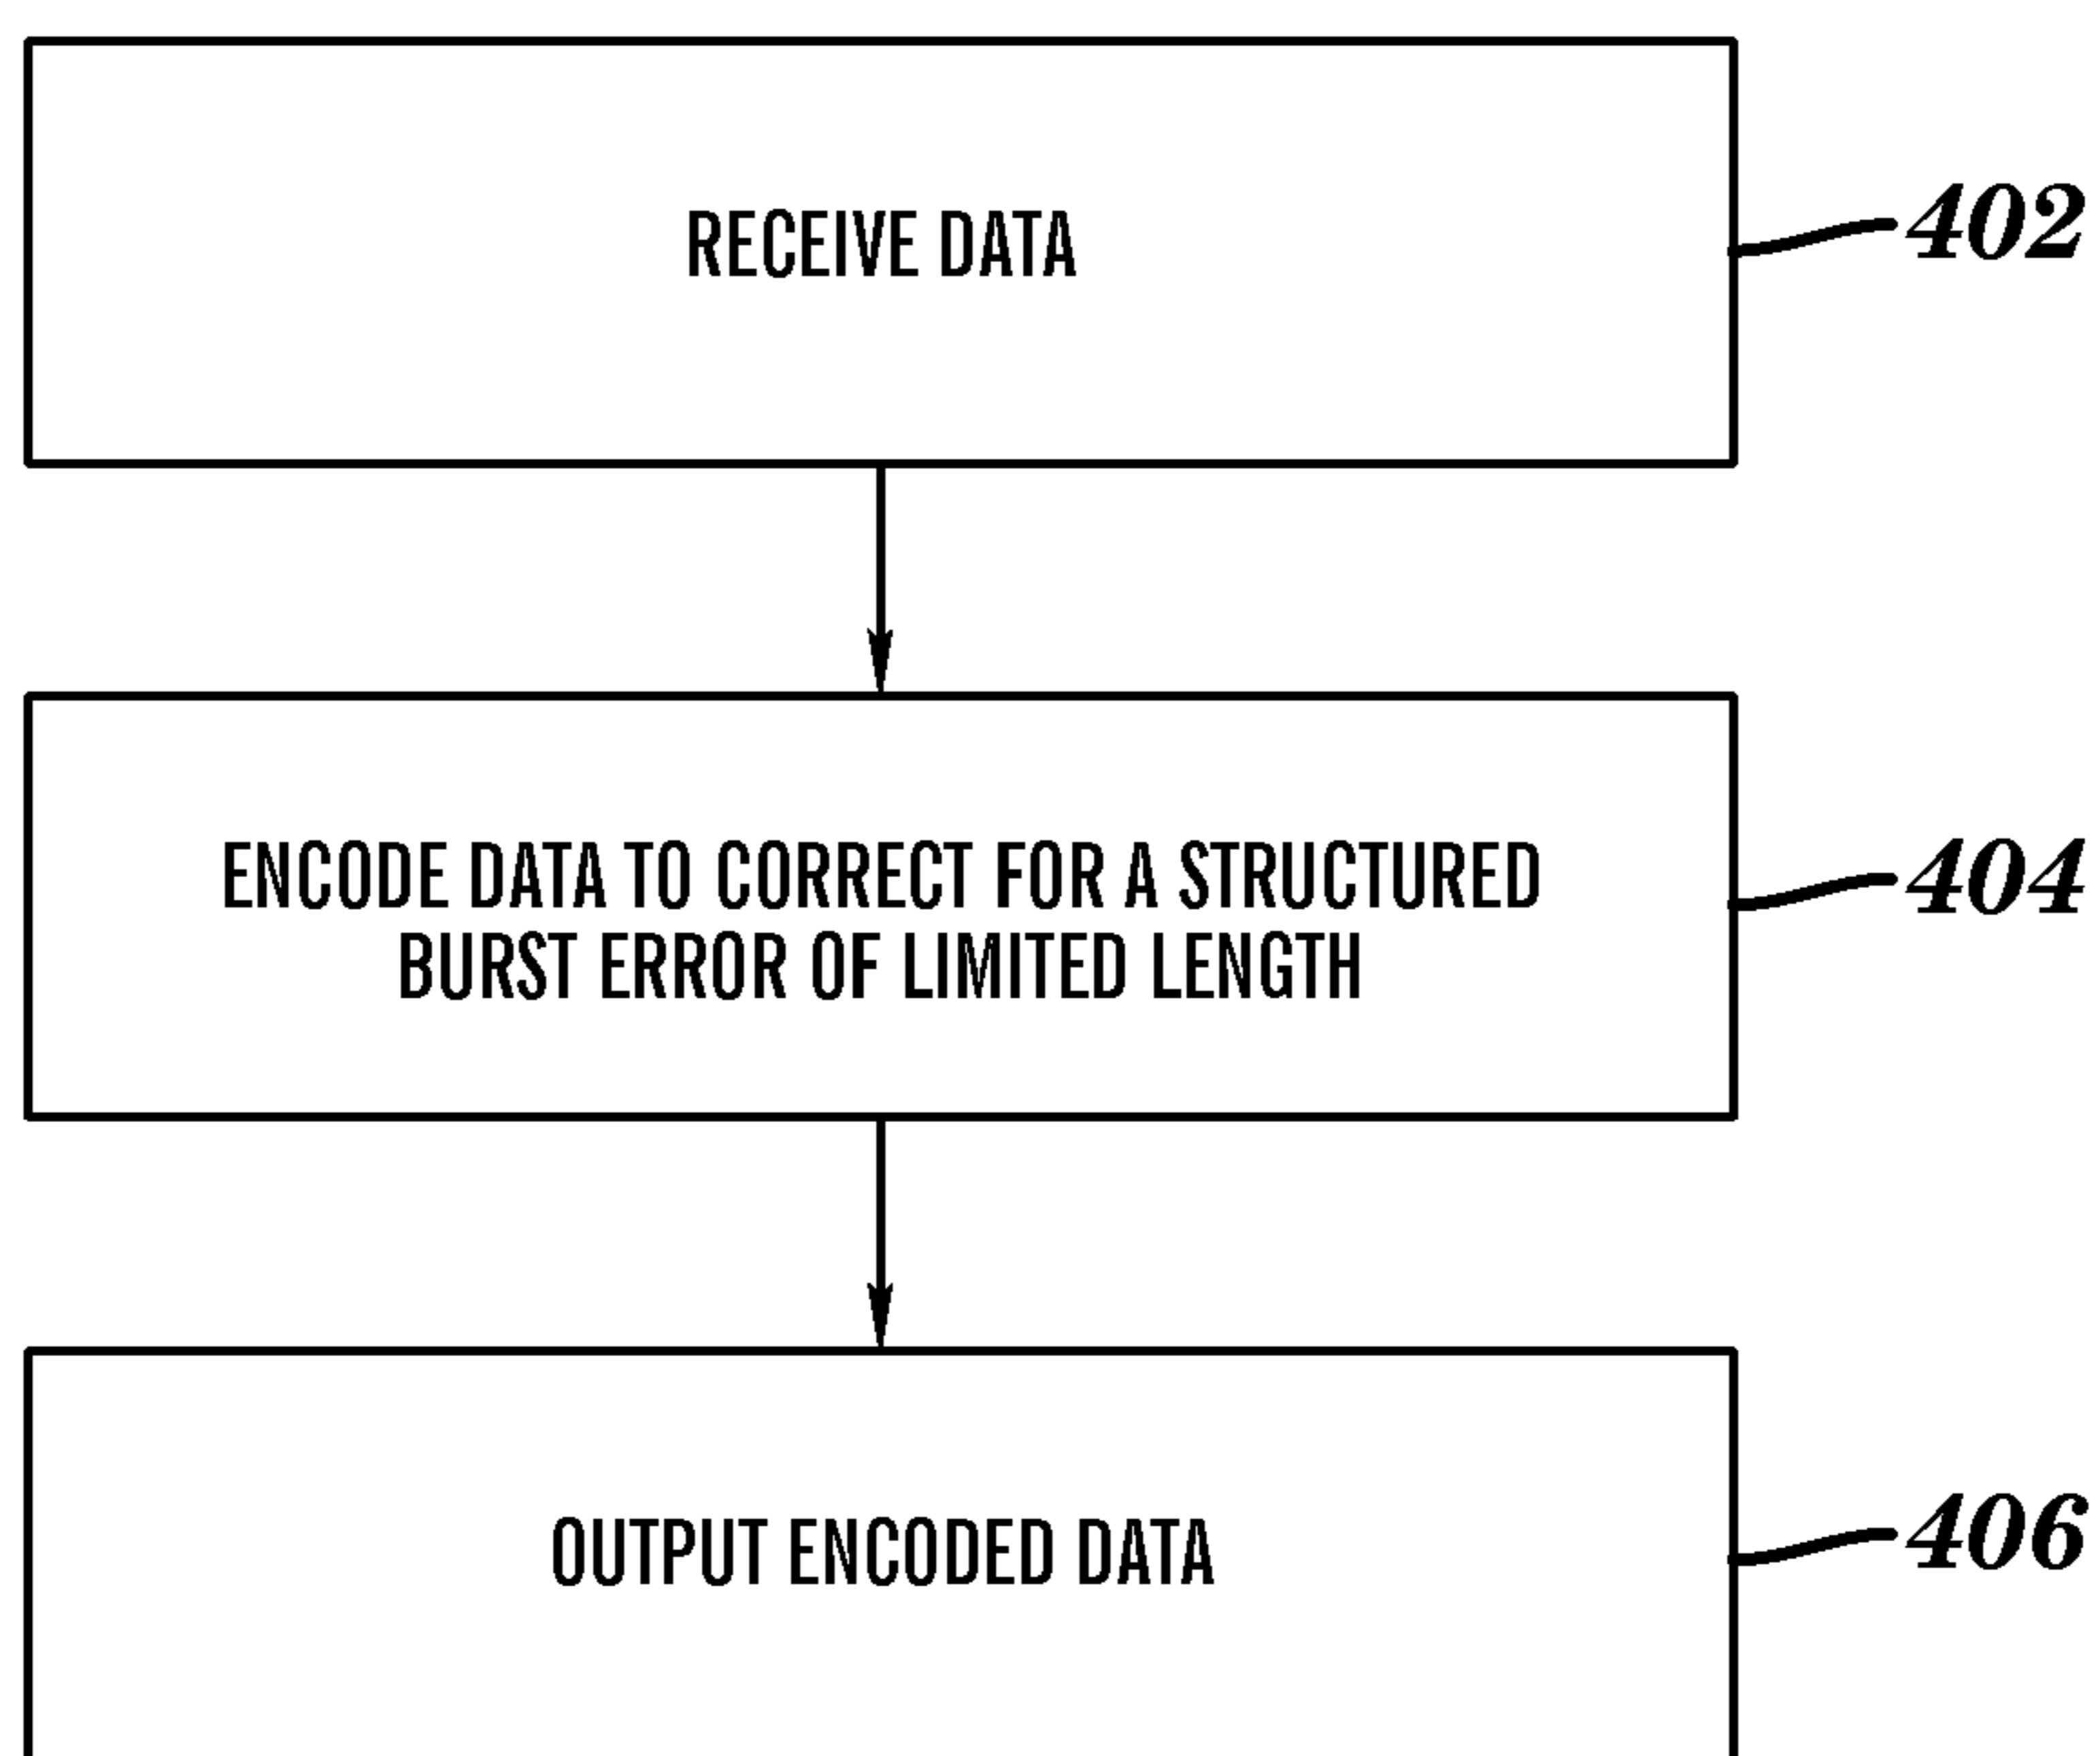 RECEIVE DATA
402
ENCODE DATA TO CORRECT FOR A STRUCTURED
BURST ERROR OF LIMITED LENGTH
404
OUTPUT ENCODED DATA
406